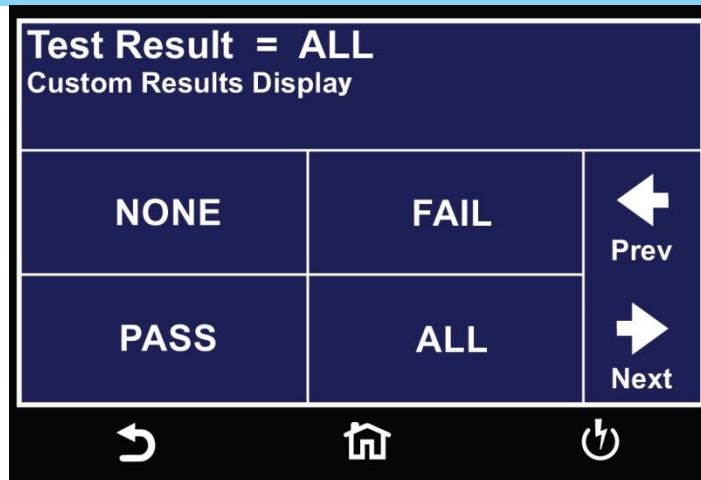 Test Result = ALL
Custom Results Display
NONE
FAIL
Prev
PASS
ALL
Next